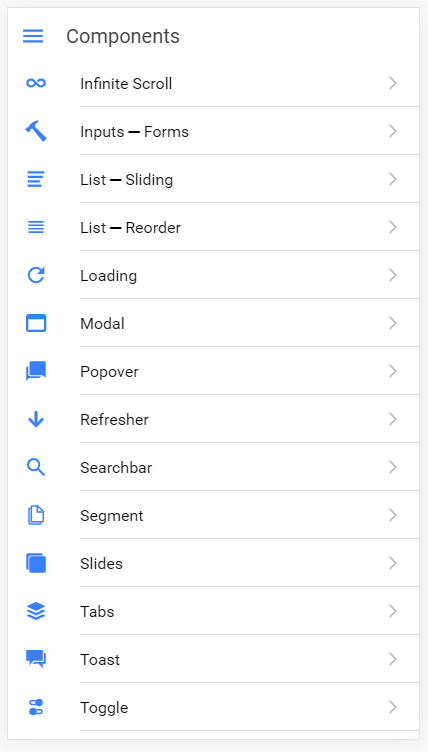 Components
Infinite Scroll
Inputs — Forms
List — Sliding
List — Reorder
Loading
Modal
Popover
Refresher
Searchbar
Segment
Slides
Tabs
Toast
Toggle